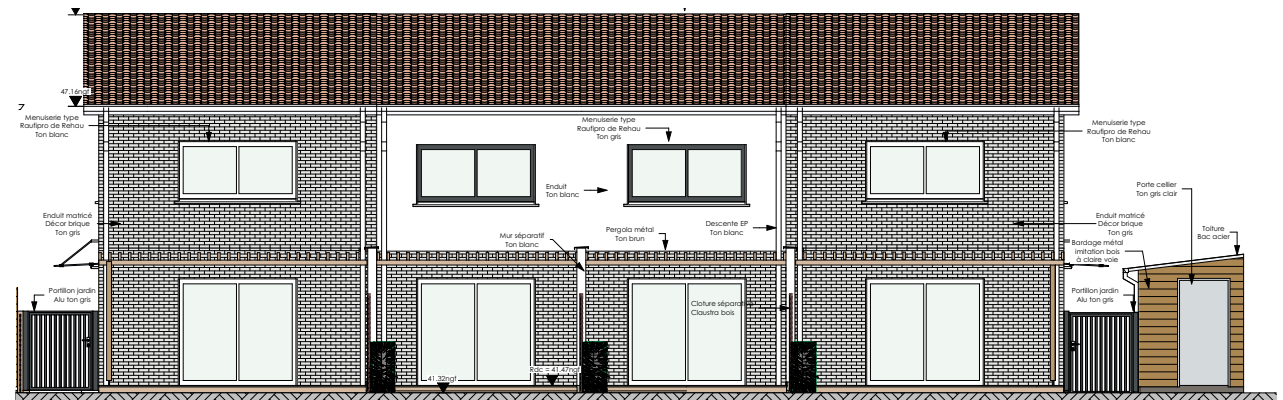 47.16ngf
7
Menuiserie type
Raufipro de Rehau
Ton blanc
Menuiserie type
Raufipro de Rehau
Ton gris
Menuiserie type
Raufipro de Rehau
Ton blanc
Enduit
Ton blanc
Porte cellier
Ton gris clair
Enduit matricé
Décor brique
Ton gris
Mur séparatif
Ton blanc
Pergola métal
Ton brun
Descente EP
Ton blanc
Enduit matricé
Décor brique
Ton gris
Toiture
Bac acier
Bardage métal
imitation bois
à claire voie
Portillon jardin
Alu ton gris
Cloture séparative
Claustra bois
Portillon jardin
Alu ton gris
Rdc = 41.47ngf
41.32ngf